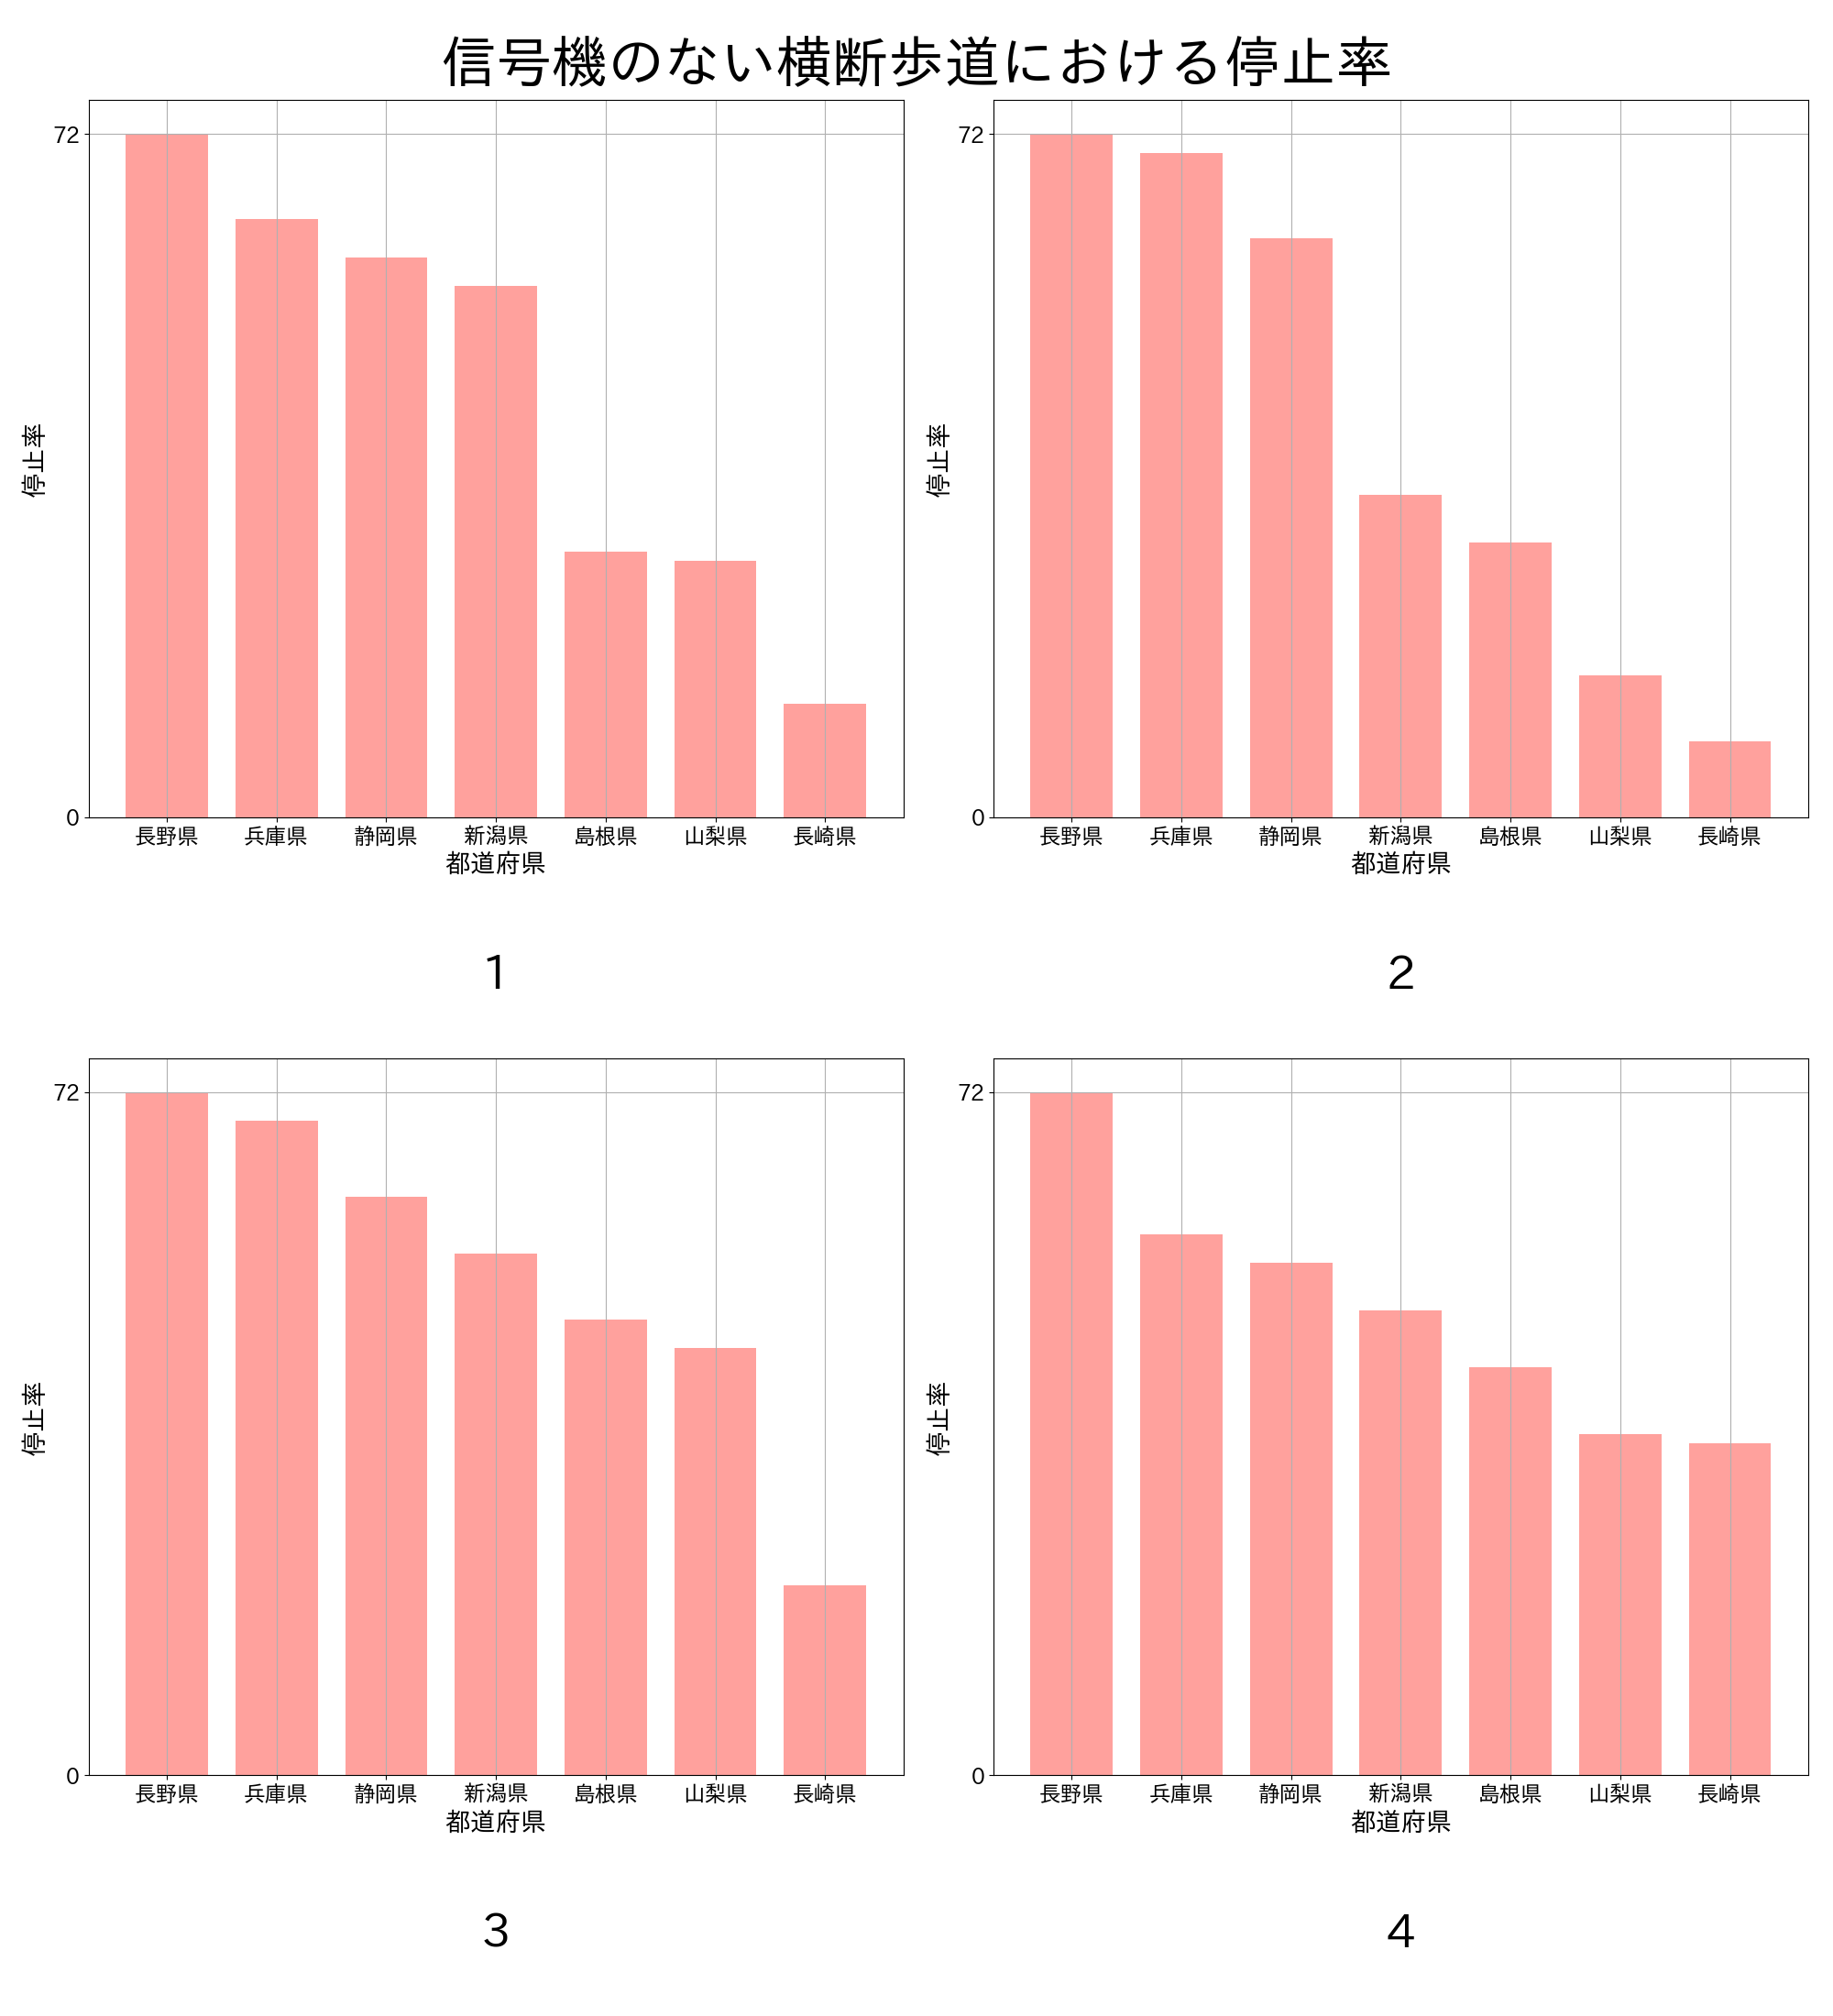 信号機のない横断歩道における停止率
72
0
停止率
長野県 兵庫県 静岡県 新潟県 島根県 山梨県 長崎県
都道府県
1
72
0
停止率
長野県 兵庫県 静岡県 新潟県 島根県 山梨県 長崎県
都道府県
2
72
0
停止率
長野県 兵庫県 静岡県 新潟県 島根県 山梨県 長崎県
都道府県
3
72
0
停止率
長野県 兵庫県 静岡県 新潟県 島根県 山梨県 長崎県
都道府県
4